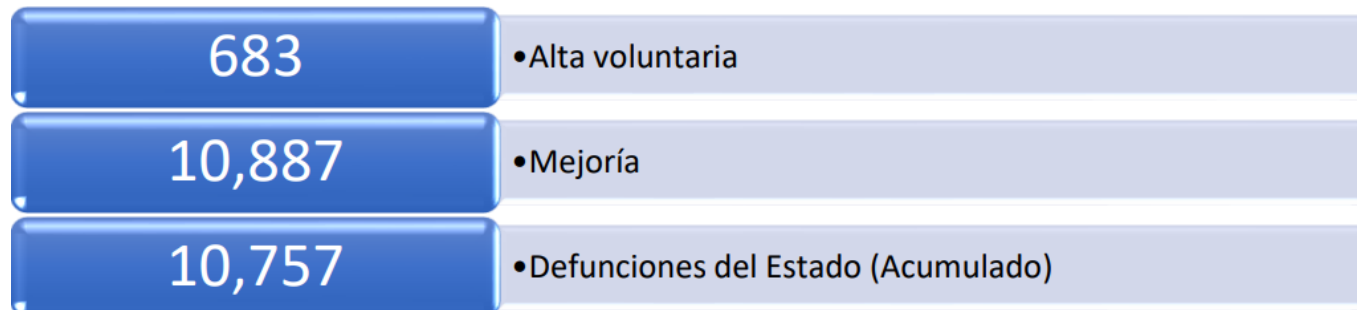 683
•Alta voluntaria
10,887
•Mejoría
10,757
•Defunciones del Estado (Acumulado)